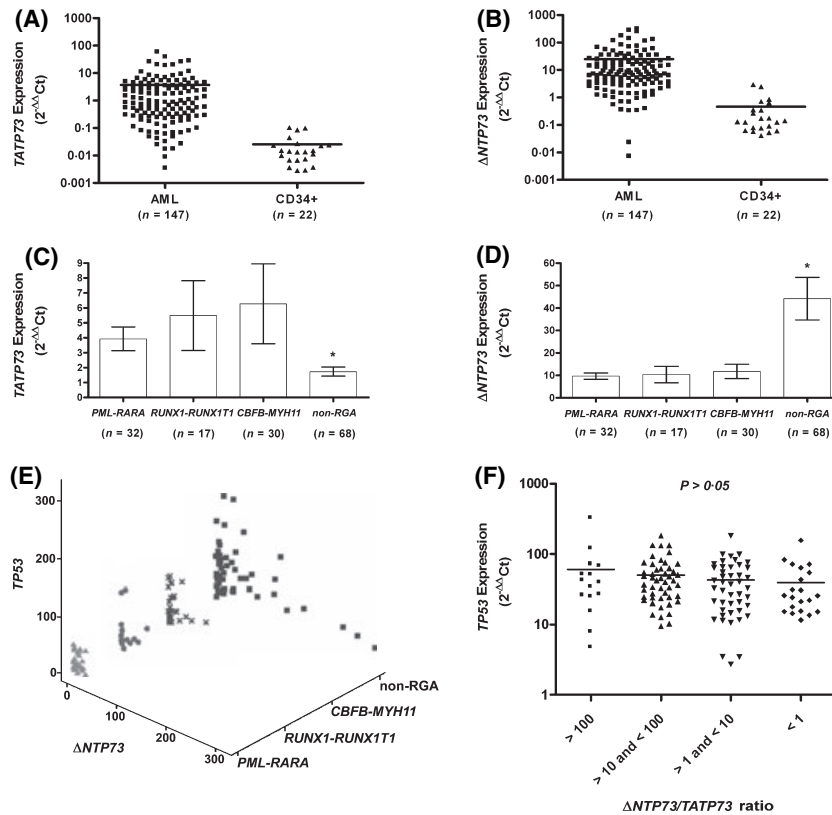 (A)
1000
100
10
1
0·1
0·01
0·001
TATP73 Expression
(2-ΔΔCt)
AML
(n = 147)
CD34+
(n = 22)
(B)
1000
100
10
1
0·1
0·01
0·001
ΔNTP73 Expression
(2-ΔΔCt)
AML
(n = 147)
CD34+
(n = 22)
(C)
9
8
7
6
5
4
3
2
1
0
TATP73 Expression
(2-ΔΔCt)
*
PML-RARA
RUNX1-RUNX1T1
CBFB-MYH11
non-RGA
(n = 32)
(n = 17)
(n = 30)
(n = 68)
(D)
60
50
40
30
20
10
0
ΔNTP73 Expression
(2-ΔΔCt)
*
PML-RARA
RUNX1-RUNX1T1
CBFB-MYH11
non-RGA
(n = 32)
(n = 17)
(n = 30)
(n = 68)
(E)
300
200
100
0
TP53
0
100
200
300
ΔNTP73
non-RGA
CBFB-MYH11
RUNX1-RUNX1T1
PML-RARA
(F)
P > 0·05
1000
100
10
1
TP53 Expression
(2-ΔΔCt)
> 100
> 10 and < 100
> 1 and < 10
< 1
ΔNTP73/TATP73 ratio